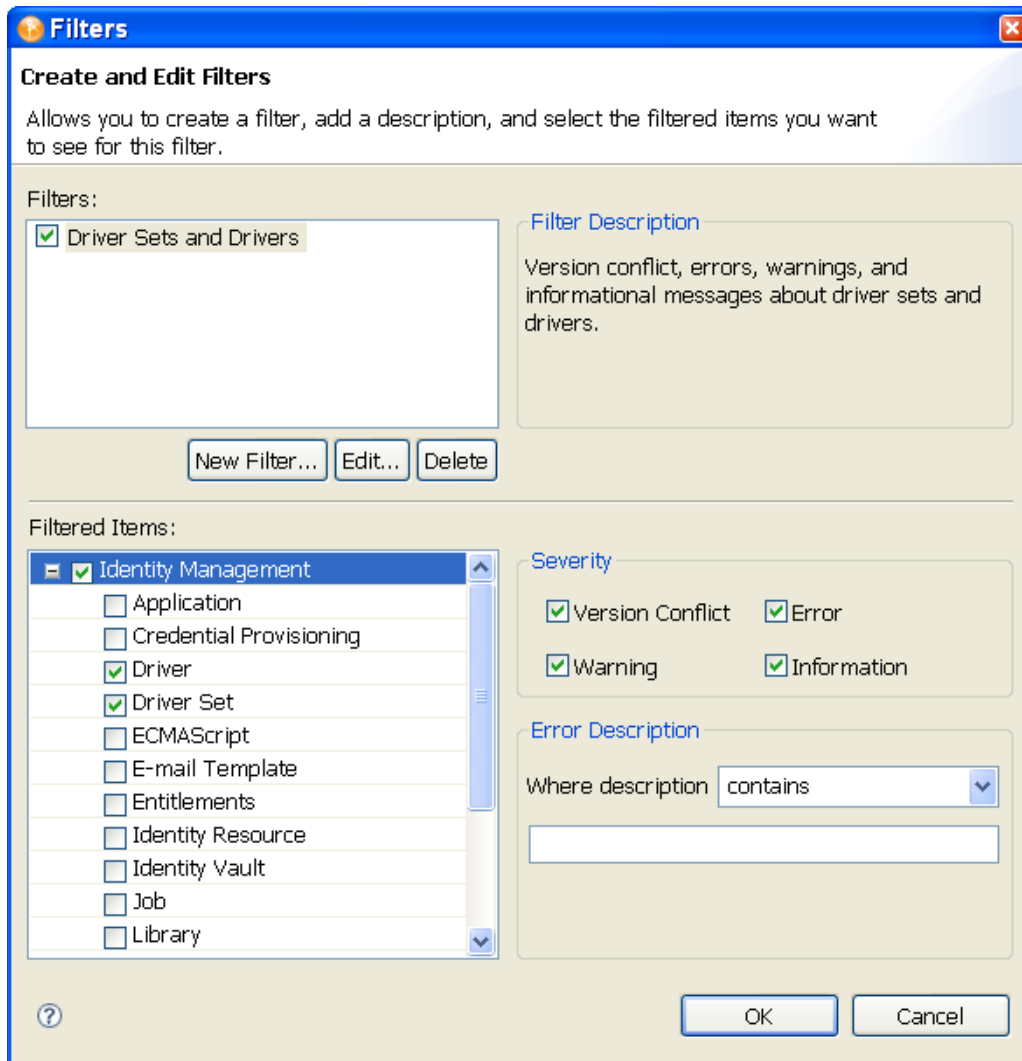 Filters
Create and Edit Filters
Allows you to create a filter, add a description, and select the filtered items you want
to see for this filter.
Filters:
Driver Sets and Drivers
Filter Description
Version conflict, errors, warnings, and
informational messages about driver sets and
drivers.
New Filter...
Edit...
Delete
Filtered Items:
Identity Management
Application
Credential Provisioning
Driver
Driver Set
ECMAScript
E-mail Template
Entitlements
Identity Resource
Identity Vault
Job
Library
Severity
Version Conflict
Error
Warning
Information
Error Description
Where description
contains
?
OK
Cancel